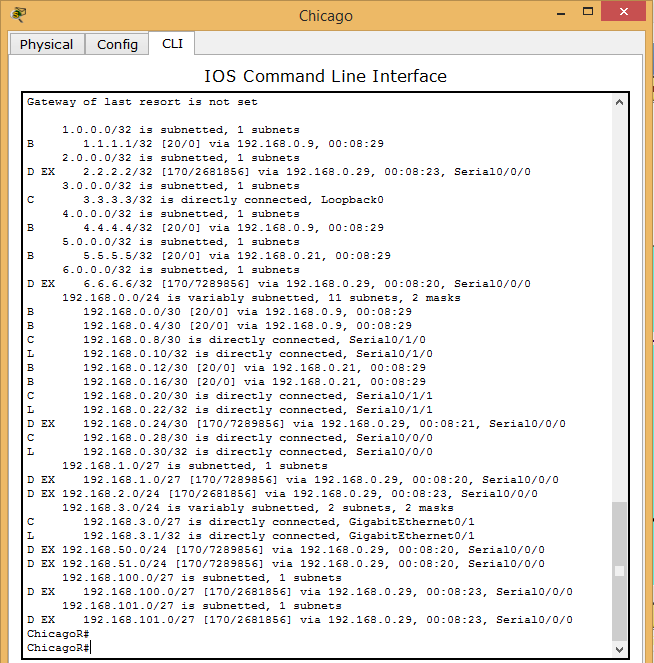 Chicago
Physical Config CLI
IOS Command Line Interface
Gateway of last resort is not set
1.0.0.0/32 is subnetted, 1 subnets
B 1.1.1.1/32 [20/0] via 192.168.0.9, 00:08:29
2.0.0.0/32 is subnetted, 1 subnets
D EX 2.2.2.2/32 [170/2681856] via 192.168.0.29, 00:08:23, Serial0/0/0
3.0.0.0/32 is subnetted, 1 subnets
C 3.3.3.3/32 is directly connected, Loopback0
4.0.0.0/32 is subnetted, 1 subnets
B 4.4.4.4/32 [20/0] via 192.168.0.9, 00:08:29
5.0.0.0/32 is subnetted, 1 subnets
B 5.5.5.5/32 [20/0] via 192.168.0.21, 00:08:29
6.0.0.0/32 is subnetted, 1 subnets
D EX 6.6.6.6/32 [170/7289856] via 192.168.0.29, 00:08:20, Serial0/0/0
192.168.0.0/24 is variably subnetted, 11 subnets, 2 masks
B 192.168.0.0/30 [20/0] via 192.168.0.9, 00:08:29
B 192.168.0.4/30 [20/0] via 192.168.0.9, 00:08:29
C 192.168.0.8/30 is directly connected, Serial0/1/0
L 192.168.0.10/32 is directly connected, Serial0/1/0
B 192.168.0.12/30 [20/0] via 192.168.0.21, 00:08:29
B 192.168.0.16/30 [20/0] via 192.168.0.21, 00:08:29
C 192.168.0.20/30 is directly connected, Serial0/1/1
L 192.168.0.22/32 is directly connected, Serial0/1/1
D EX 192.168.0.24/30 [170/7289856] via 192.168.0.29, 00:08:21, Serial0/0/0
C 192.168.0.28/30 is directly connected, Serial0/0/0
L 192.168.0.30/32 is directly connected, Serial0/0/0
192.168.1.0/27 is subnetted, 1 subnets
D EX 192.168.1.0/27 [170/7289856] via 192.168.0.29, 00:08:20, Serial0/0/0
D EX 192.168.2.0/24 [170/2681856] via 192.168.0.29, 00:08:23, Serial0/0/0
192.168.3.0/24 is variably subnetted, 2 subnets, 2 masks
C 192.168.3.0/27 is directly connected, GigabitEthernet0/1
L 192.168.3.1/32 is directly connected, GigabitEthernet0/1
D EX 192.168.50.0/24 [170/7289856] via 192.168.0.29, 00:08:20, Serial0/0/0
D EX 192.168.51.0/24 [170/7289856] via 192.168.0.29, 00:08:20, Serial0/0/0
192.168.100.0/27 is subnetted, 1 subnets
D EX 192.168.100.0/27 [170/2681856] via 192.168.0.29, 00:08:23, Serial0/0/0
192.168.101.0/27 is subnetted, 1 subnets
D EX 192.168.101.0/27 [170/2681856] via 192.168.0.29, 00:08:23, Serial0/0/0
ChicagoR#
ChicagoR#